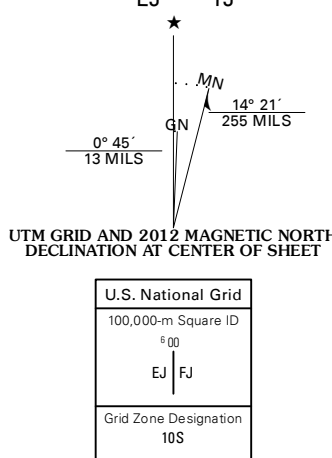 MN
GN
14° 21´
255 MILS
0° 45´
13 MILS
UTM GRID AND 2012 MAGNETIC NORTH
DECLINATION AT CENTER OF SHEET
U.S. National Grid
100,000-m Square ID
6 00
EJ FJ
Grid Zone Designation
10S